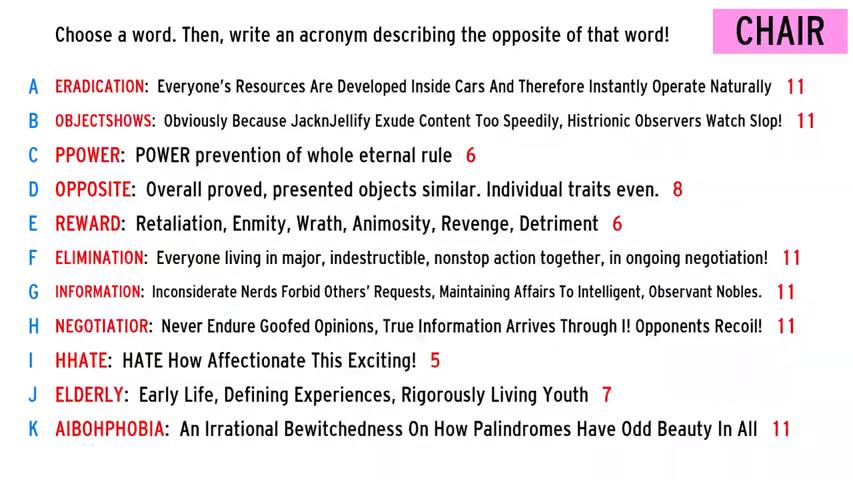 Choose a word. Then, write an acronym describing the opposite of that word!
CHAIR
A ERADICATION: Everyone's Resources Are Developed Inside Cars And Therefore Instantly Operate Naturally 11
B OBJECTSHOWS: Obviously Because JacknJellify Exude Content Too Speedily, Histrionic Observers Watch Slop! 11
C PPOWER: POWER prevention of whole eternal rule 6
D OPPOSITE: Overall proved, presented objects similar. Individual traits even. 8
E REWARD: Retaliation, Enmity, Wrath, Animosity, Revenge, Detriment 6
F ELIMINATION: Everyone living in major, indestructible, nonstop action together, in ongoing negotiation! 11
G INFORMATION: Inconsiderate Nerds Forbid Others' Requests, Maintaining Affairs To Intelligent, Observant Nobles. 11
H NEGOTIATIOR: Never Endure Goofed Opinions, True Information Arrives Through I! Opponents Recoil! 11
I HHATE: HATE How Affectionate This Exciting! 5
J ELDERLY: Early Life, Defining Experiences, Rigorously Living Youth 7
K AIBOHPHOBIA: An Irrational Bewitchedness On How Palindromes Have Odd Beauty In All 11